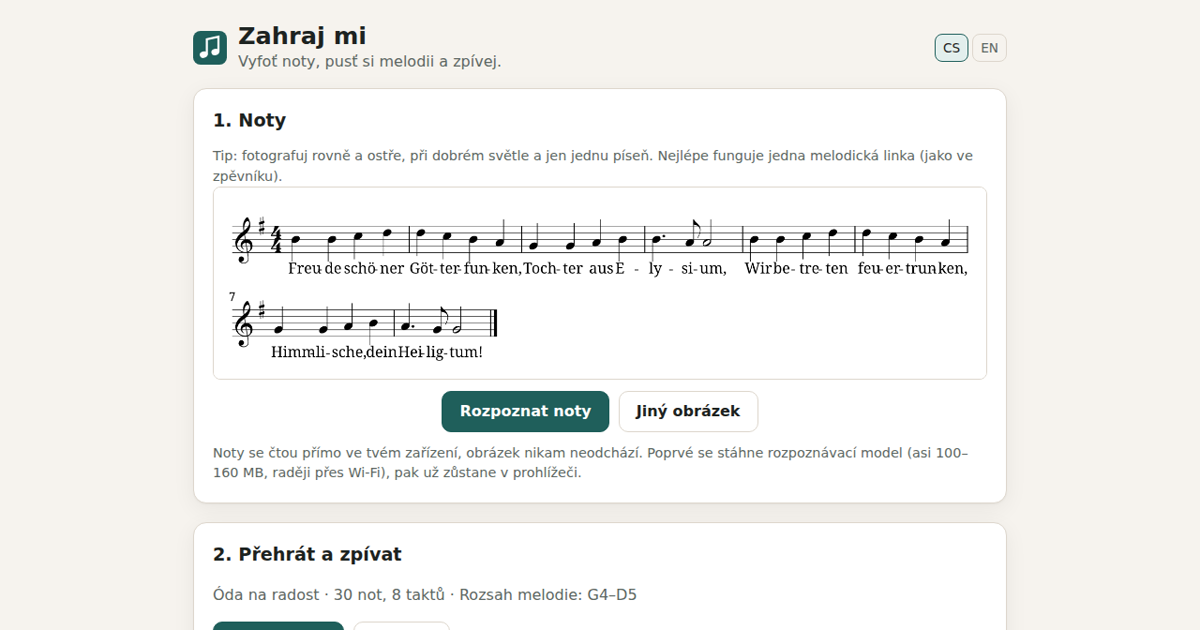 Zahraj mi
Vyfoť noty, pusť si melodii a zpívej.
CS EN
1. Noty
Tip: fotografuj rovně a ostře, při dobrém světle a jen jednu píseň. Nejlépe funguje jedna melodická linka (jako ve
zpěvníku).
4
4
Freu-de schö-ner Göt-ter-fun-ken, Toch-ter aus E - ly - si-um, Wir be-tre-ten feu-er-trunken,
7
Himmli-sche, dein Hei-lig-tum!
Rozpoznat noty Jiný obrázek
Noty se čtou přímo ve tvém zařízení, obrázek nikam neodchází. Poprvé se stáhne rozpoznávací model (asi 100–
160 MB, raději přes Wi-Fi), pak už zůstane v prohlížeči.
2. Přehrát a zpívat
Óda na radost · 30 not, 8 taktů · Rozsah melodie: G4–D5